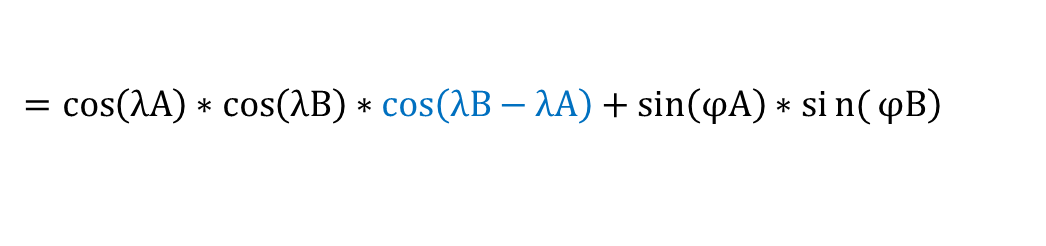 = cos(λA) ∗ cos(λB) ∗ cos(λB − λA) + sin(φA) ∗ si n( φB)